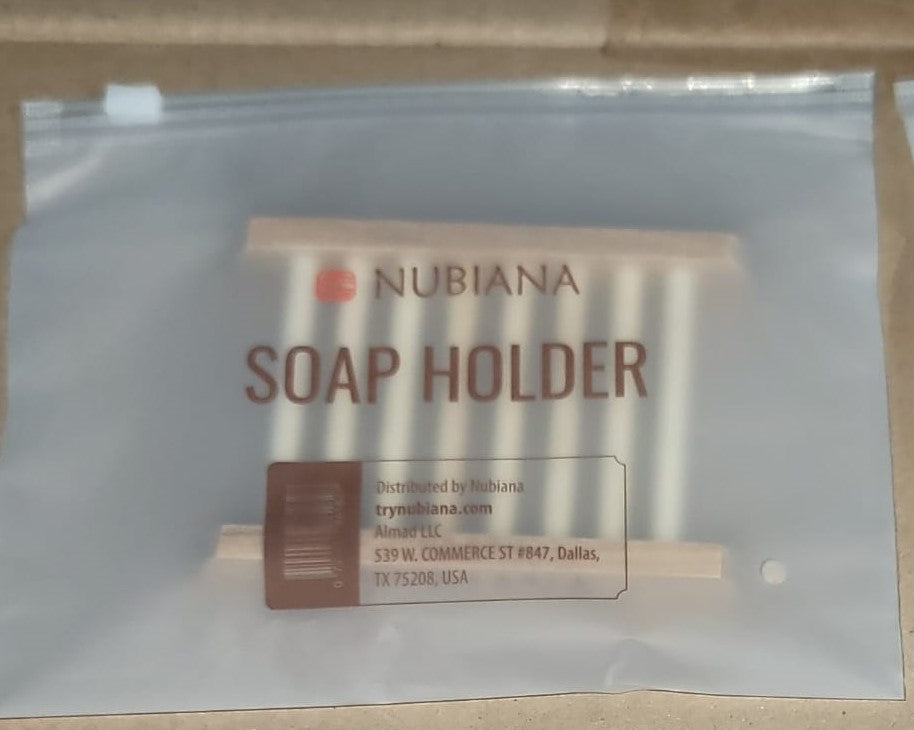 NUBIANA
SOAP HOLDER
Distributed by Nubiana
trynubiana.com
Almad LLC
539 W. COMMERCE ST #847, Dallas,
TX 75208, USA